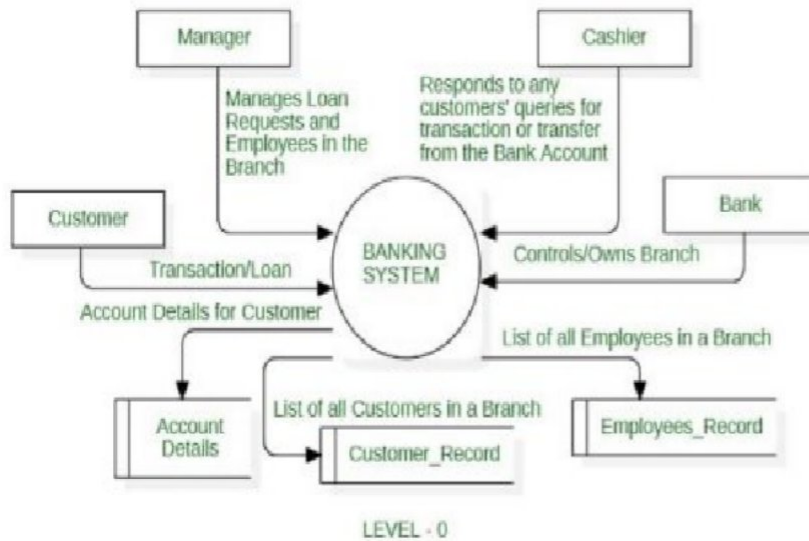 Manager
Cashier
Manages Loan
Requests and
Employees in the
Branch
Responds to any
customers' queries for
transaction or transfer
from the Bank Account
Customer
Bank
BANKING
SYSTEM
Transaction/Loan
Controls/Owns Branch
Account Details for Customer
List of all Employees in a Branch
List of all Customers in a Branch
Account
Details
Customer_Record
Employees_Record
LEVEL - 0